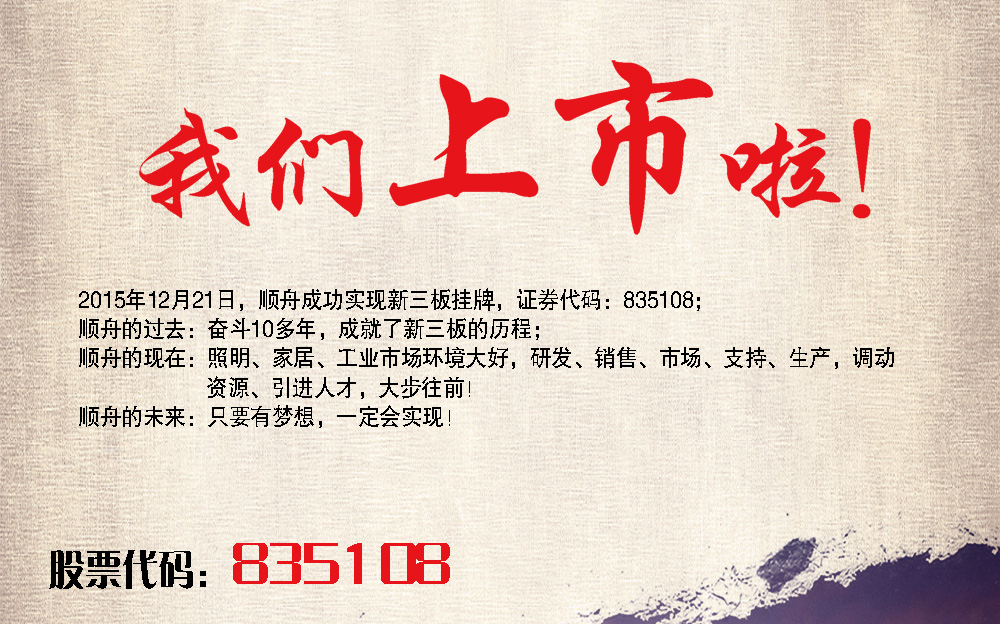 我们上市啦!
2015年12月21日，顺舟成功实现新三板挂牌，证券代码：835108；
顺舟的过去：奋斗10多年，成就了新三板的历程；
顺舟的现在：照明、家居、工业市场环境大好，研发、销售、市场、支持、生产，调动
资源、引进人才，大步往前！
顺舟的未来：只要有梦想，一定会实现！
股票代码：835108